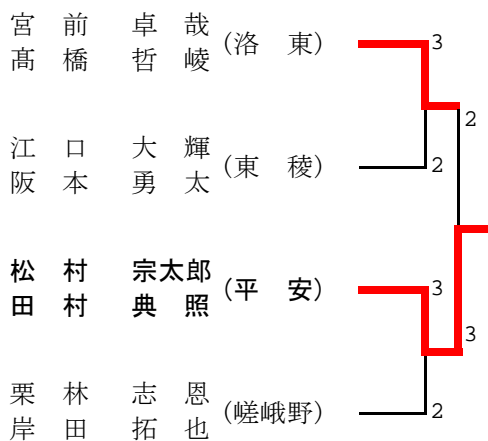 宮前 卓哉
髙橋 哲崚
(洛東)
3
2
江口 大輝
阪本 勇太
(東稜)
2
松村 宗太郎
田村 典照
(平安)
3
3
栗林 志恩
岸田 拓也
(嵯峨野)
2